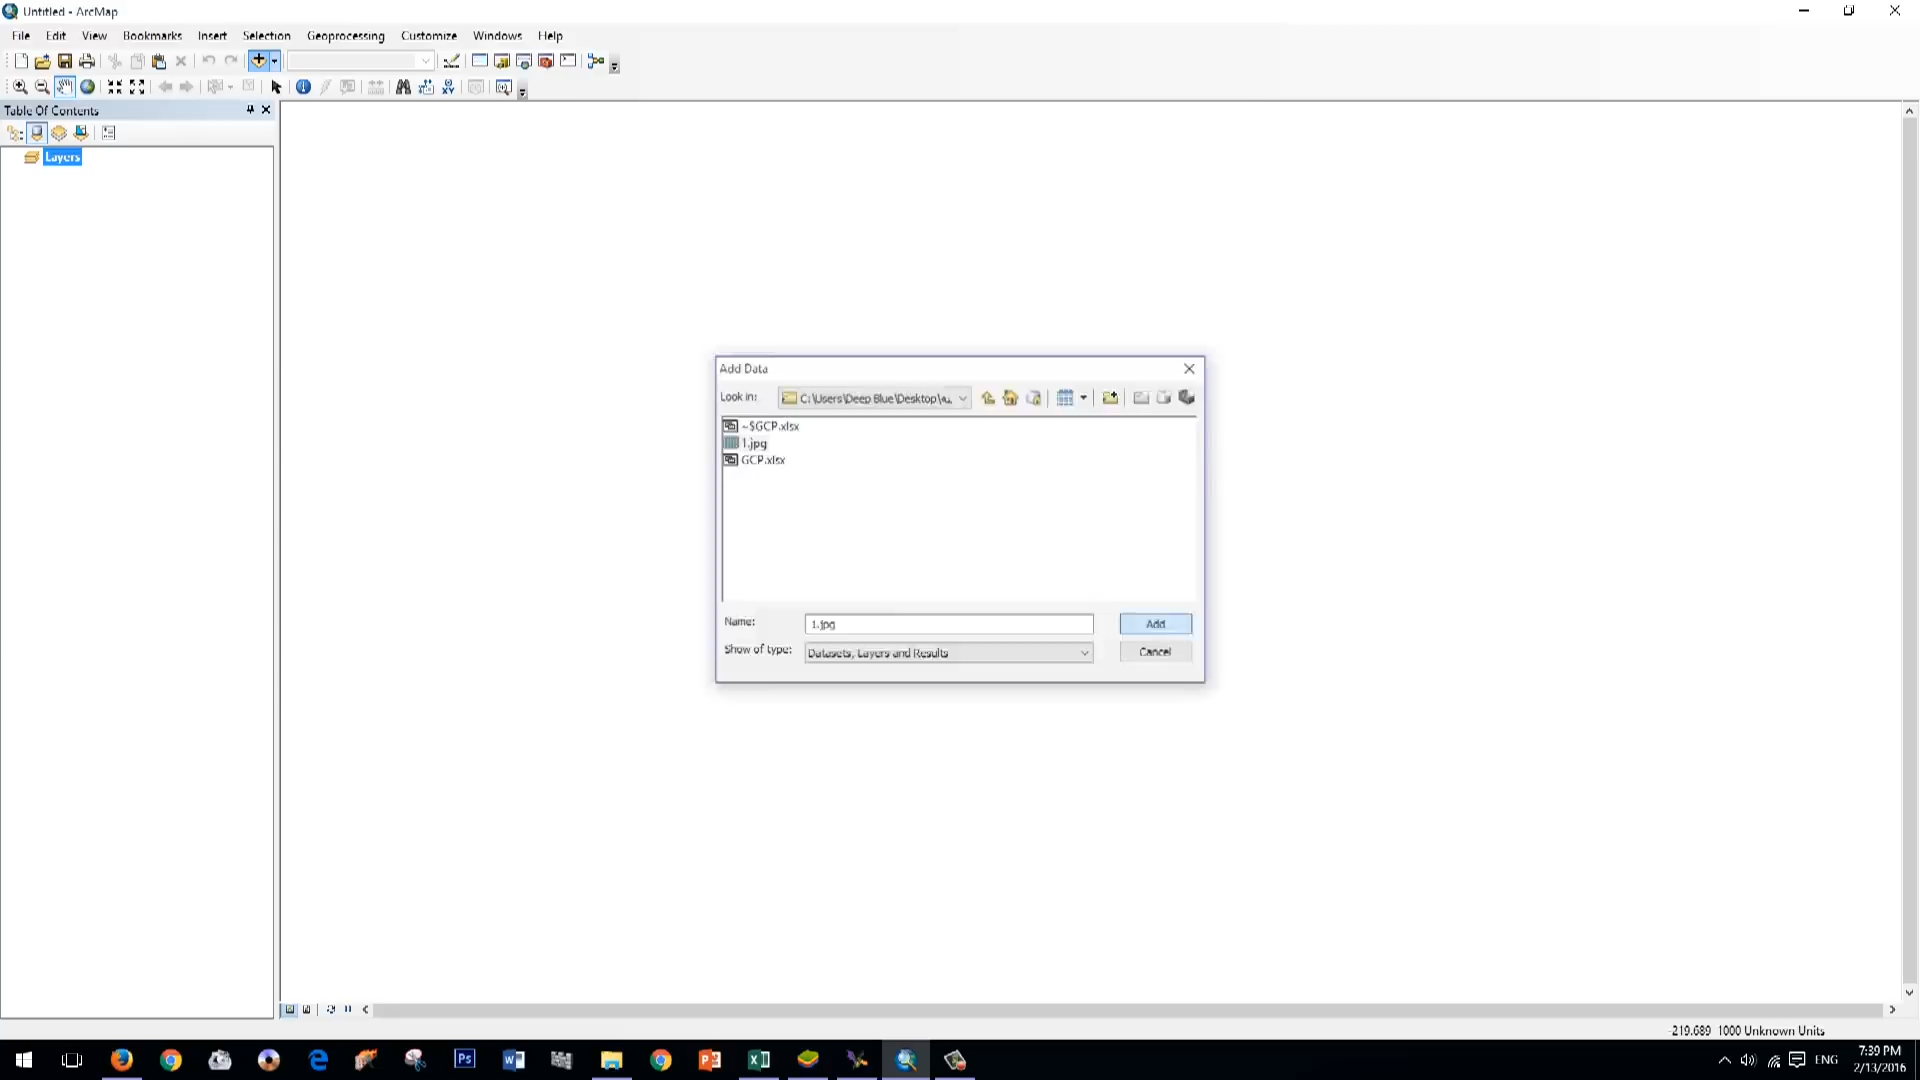 Untitled - ArcMap
File Edit View Bookmarks Insert Selection Geoprocessing Customize Windows Help
Table Of Contents
Layers
Add Data
Look in: C:\Users\Deep Blue\Desktop\
~$GCP.xlsx
1.jpg
GCP.xlsx
Name: 1.jpg Add
Show of type: Datasets, Layers and Results Cancel
-219.689 1000 Unknown Units
ENG
7:39 PM
2/13/2016